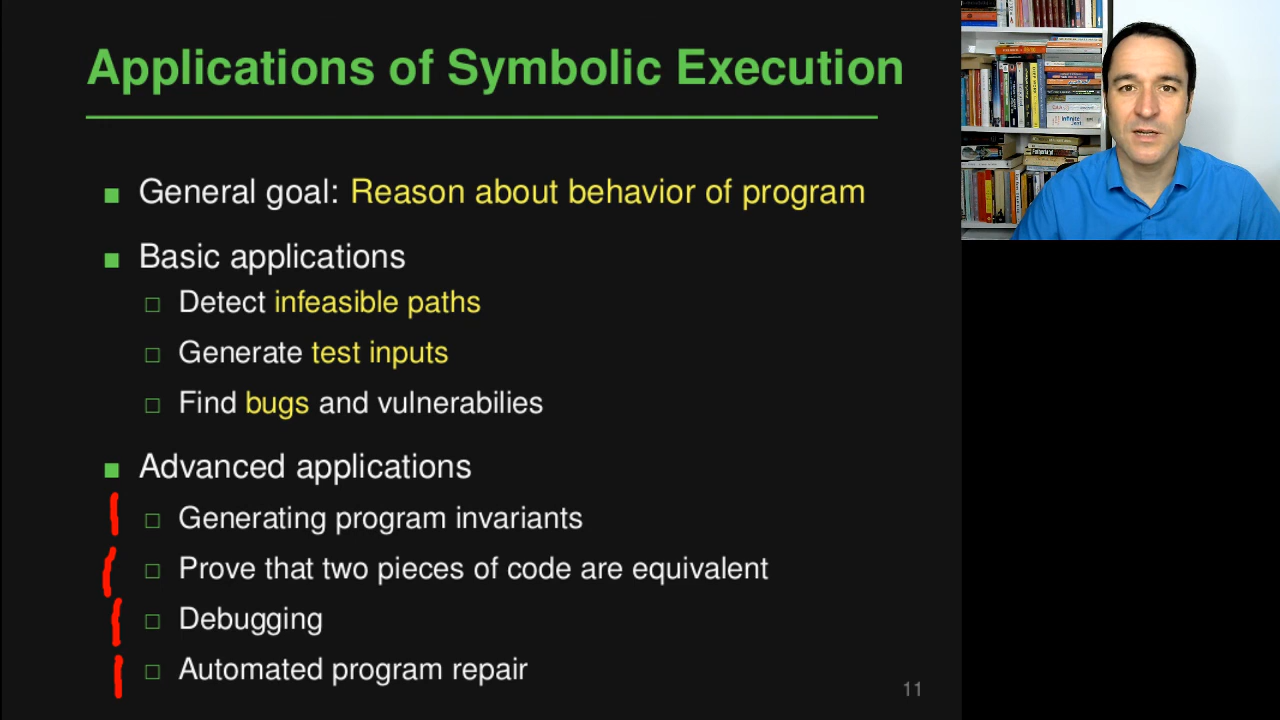 Applications of Symbolic Execution
General goal: Reason about behavior of program
Basic applications
Detect infeasible paths
Generate test inputs
Find bugs and vulnerabilies
Advanced applications
Generating program invariants
Prove that two pieces of code are equivalent
Debugging
Automated program repair
11
Infinite Jest